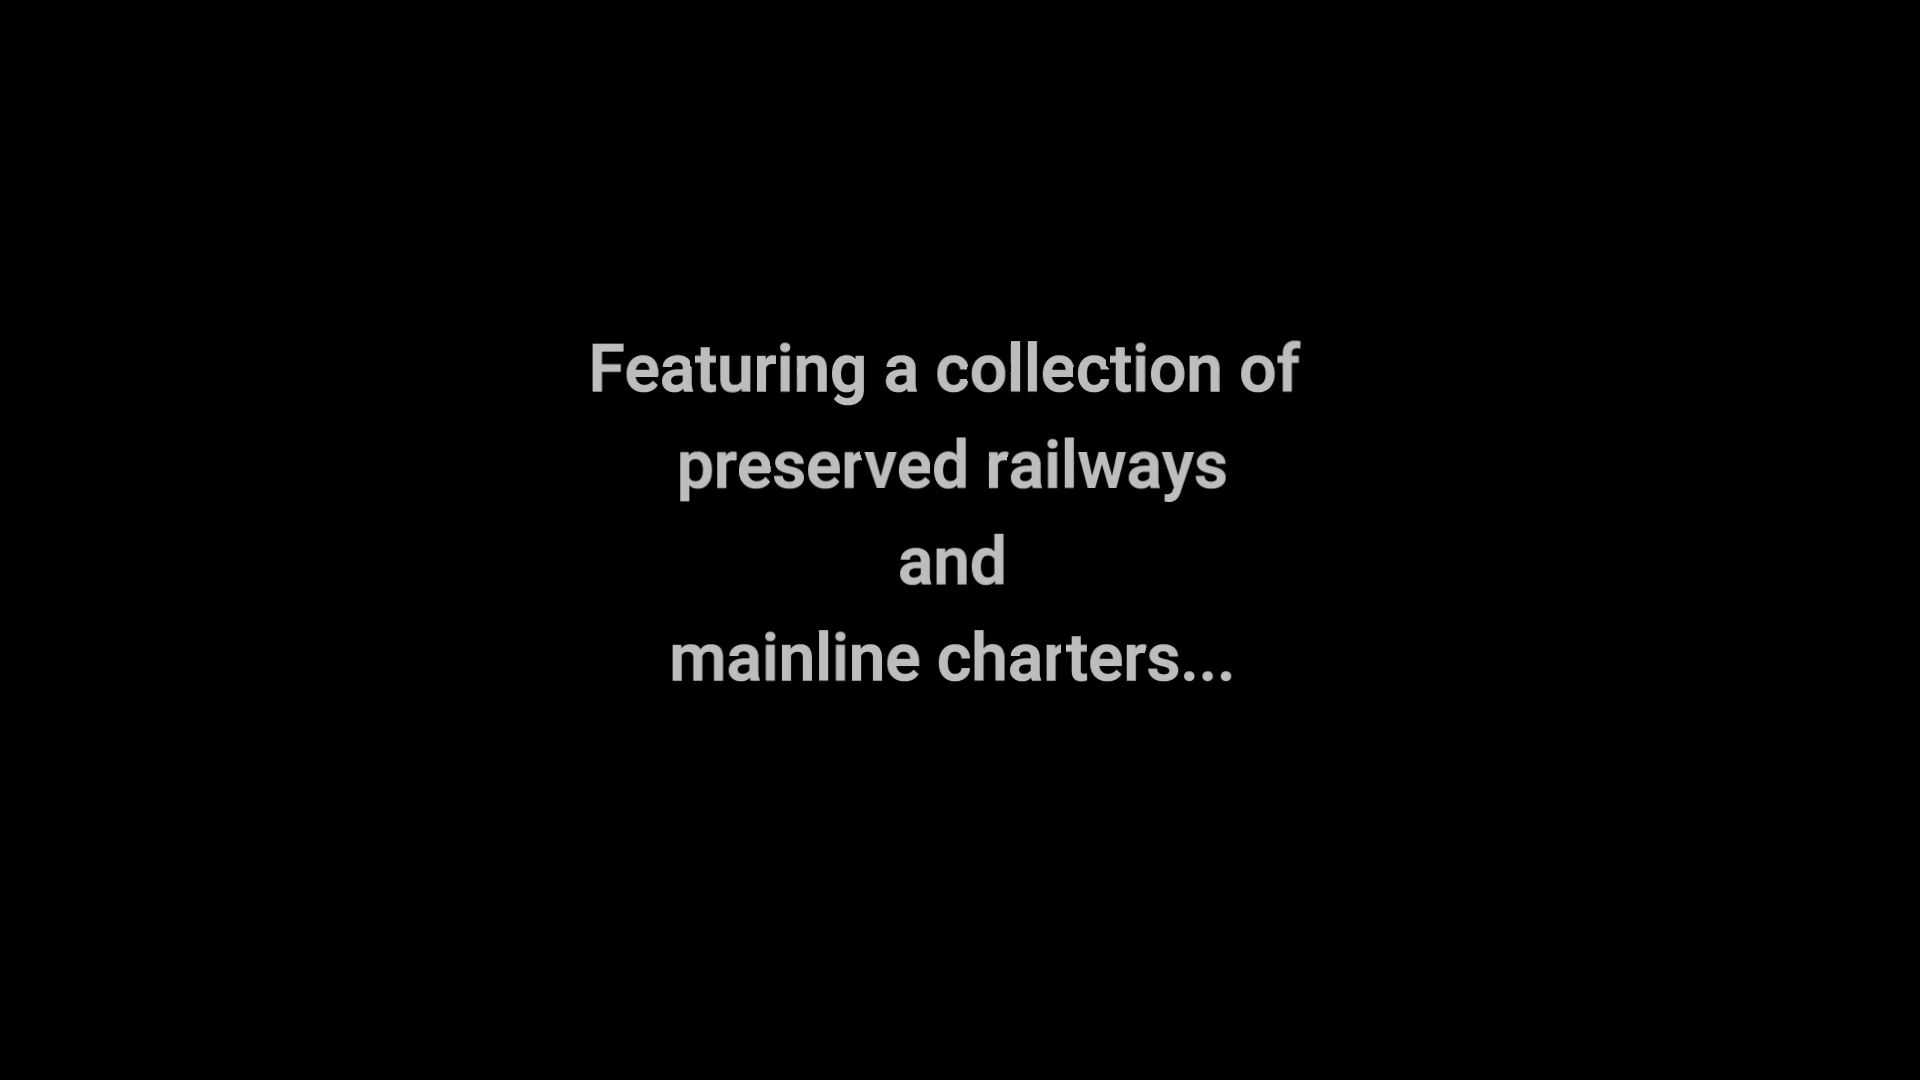 Featuring a collection of
preserved railways
and
mainline charters...